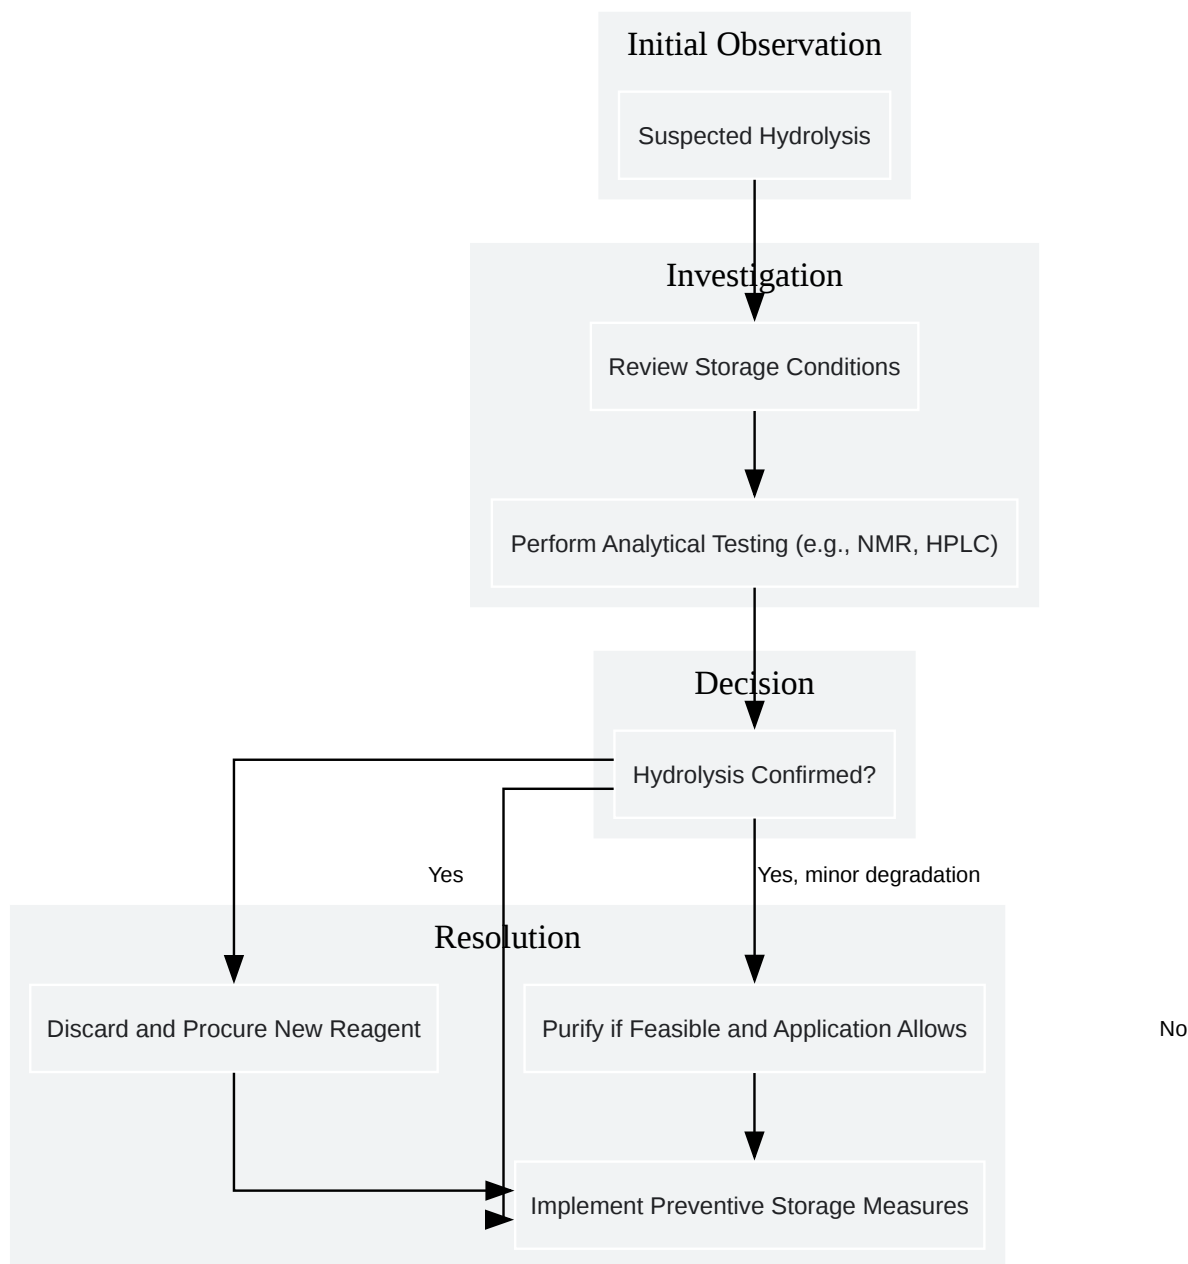 Initial Observation
Suspected Hydrolysis
Investigation
Review Storage Conditions
Perform Analytical Testing (e.g., NMR, HPLC)
Decision
Hydrolysis Confirmed?
Yes
Yes, minor degradation
Resolution
Discard and Procure New Reagent
Purify if Feasible and Application Allows
No
Implement Preventive Storage Measures